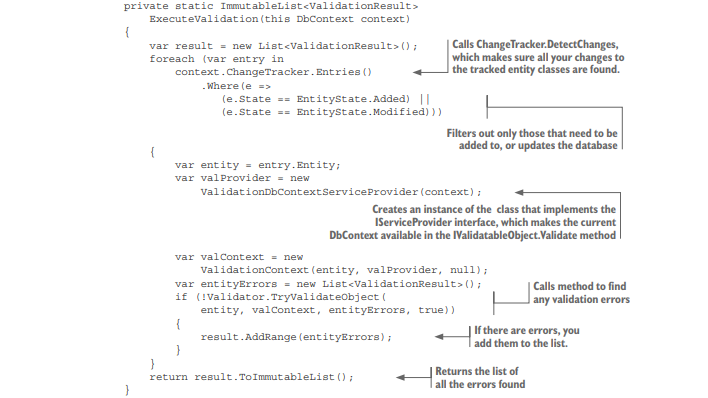 private static ImmutableList<ValidationResult>
ExecuteValidation(this DbContext context)
{
var result = new List<ValidationResult>();
foreach (var entry in
context.ChangeTracker.Entries()
.Where(e =>
(e.State == EntityState.Added) ||
(e.State == EntityState.Modified)))
Calls ChangeTracker.DetectChanges,
which makes sure all your changes to
the tracked entity classes are found.
Filters out only those that need to be
added to, or updates the database
{
var entity = entry.Entity;
var valProvider = new
ValidationDbContextServiceProvider(context);
Creates an instance of the class that implements the
IServiceProvider interface, which makes the current
DbContext available in the IValidatableObject.Validate method
var valContext = new
ValidationContext(entity, valProvider, null);
var entityErrors = new List<ValidationResult>();
if (!Validator.TryValidateObject(
entity, valContext, entityErrors, true))
Calls method to find
any validation errors
{
result.AddRange(entityErrors);
}
If there are errors, you
add them to the list.
}
return result.ToImmutableList();
}
Returns the list of
all the errors found